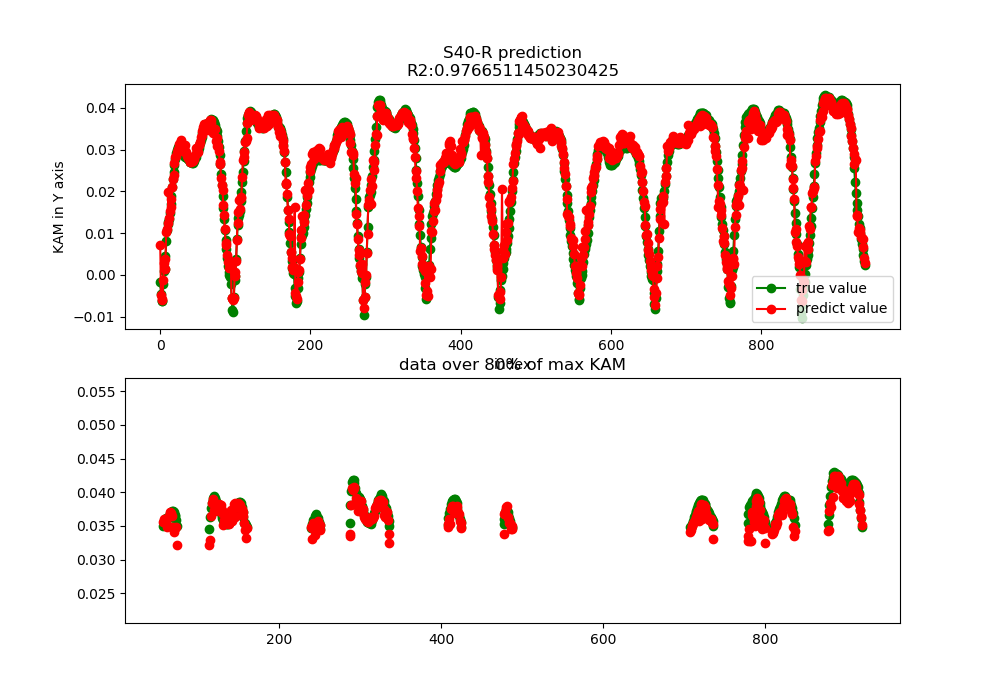 S40-R prediction
R2:0.9766511450230425
KAM in Y axis
0.04
0.03
0.02
0.01
0.00
−0.01
true value
predict value
0 200 400 600 800
index
data over 80% of max KAM
0.055
0.050
0.045
0.040
0.035
0.030
0.025
200 400 600 800